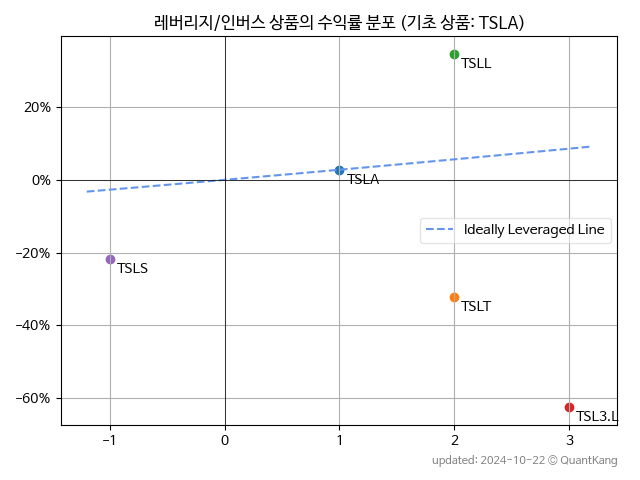 레버리지/인버스 상품의 수익률 분포 (기초 상품: TSLA)
TSLL
20%
TSLA
0%
Ideally Leveraged Line
−20%
TSLS
TSLT
−40%
−60%
TSL3.L
−1 0 1 2 3
updated: 2024-10-22 © QuantKang